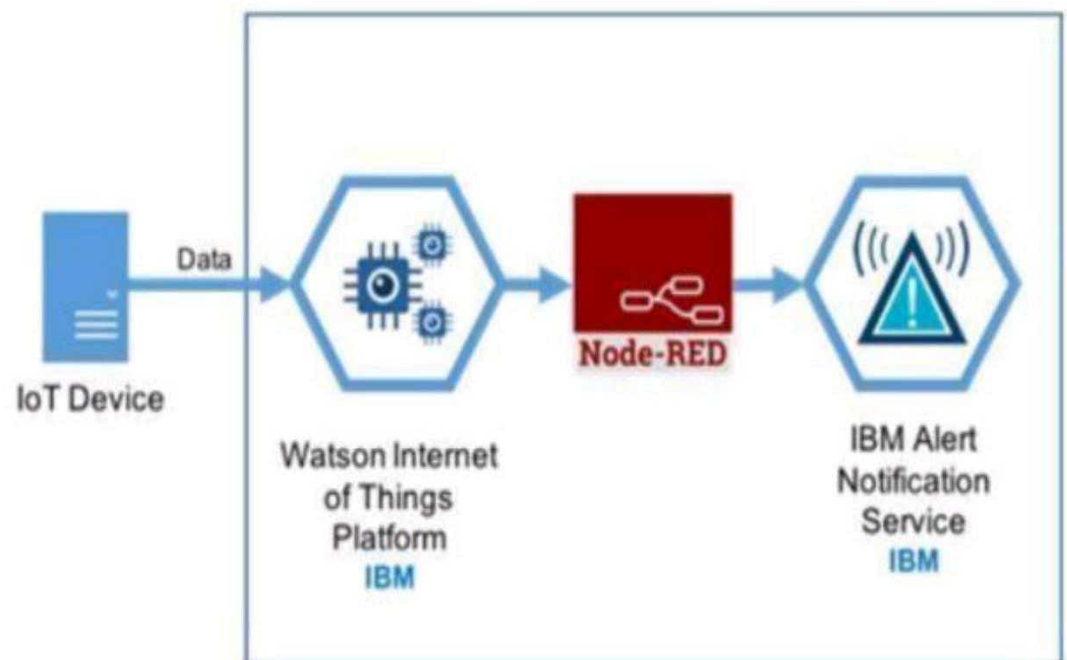 Data
IoT Device
Node-RED
Watson Internet
of Things
Platform
IBM
IBM Alert
Notification
Service
IBM